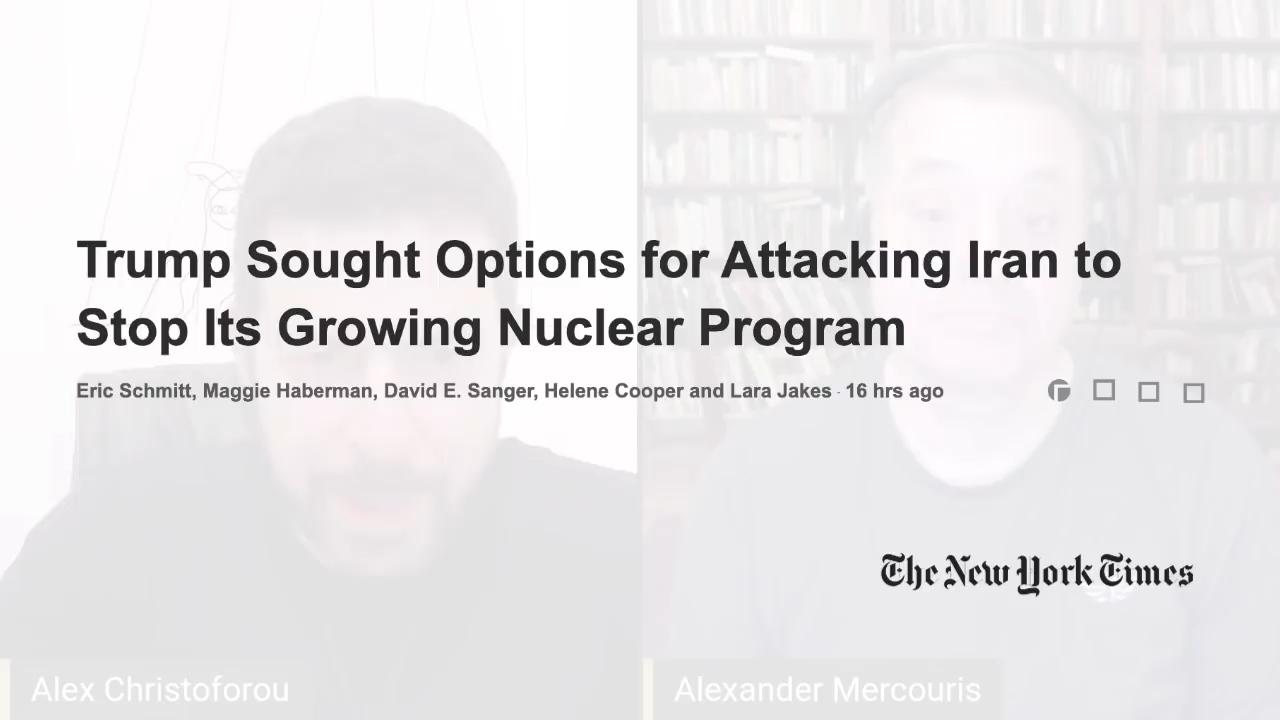 Trump Sought Options for Attacking Iran to
Stop Its Growing Nuclear Program
Eric Schmitt, Maggie Haberman, David E. Sanger, Helene Cooper and Lara Jakes · 16 hrs ago
The New York Times
Alex Christoforou
Alexander Mercouris